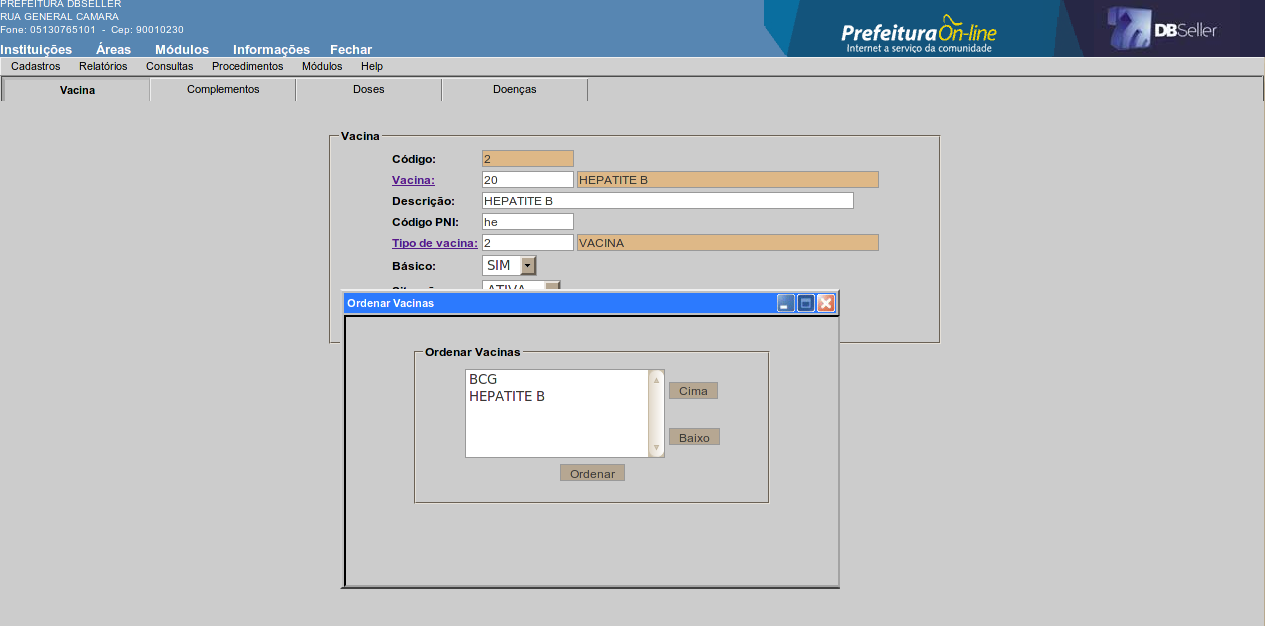 PREFEITURA DBSELLER
RUA GENERAL CAMARA
Fone: 05130765101 - Cep: 90010230
Prefeitura On-line
Internet a serviço da comunidade
DBSeller
Instituições Áreas Módulos Informações Fechar
Cadastros Relatórios Consultas Procedimentos Módulos Help
Vacina Complementos Doses Doenças
Vacina
Código: 2
Vacina: 20 HEPATITE B
Descrição: HEPATITE B
Código PNI: he
Tipo de vacina: 2 VACINA
Básico: SIM
ATIVA
Ordenar Vacinas
Ordenar Vacinas
BCG
HEPATITE B
Cima
Baixo
Ordenar